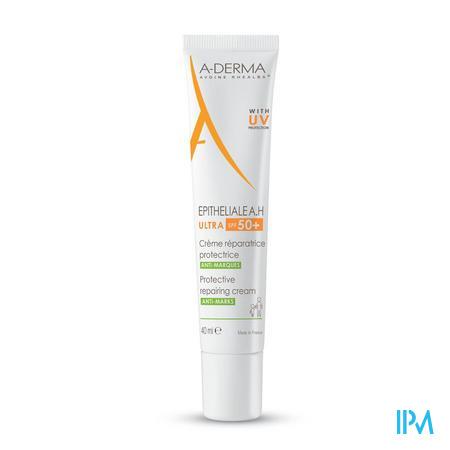 A-DERMA
AVOINE RHEALBA®
WITH
UV
PROTECTION
EPITHELIALE A.H
ULTRA SPF 50+
Crème réparatrice
protectrice
ANTI-MARQUES
Protective
repairing cream
ANTI-MARKS
40 ml ℮
Made in France
IPM